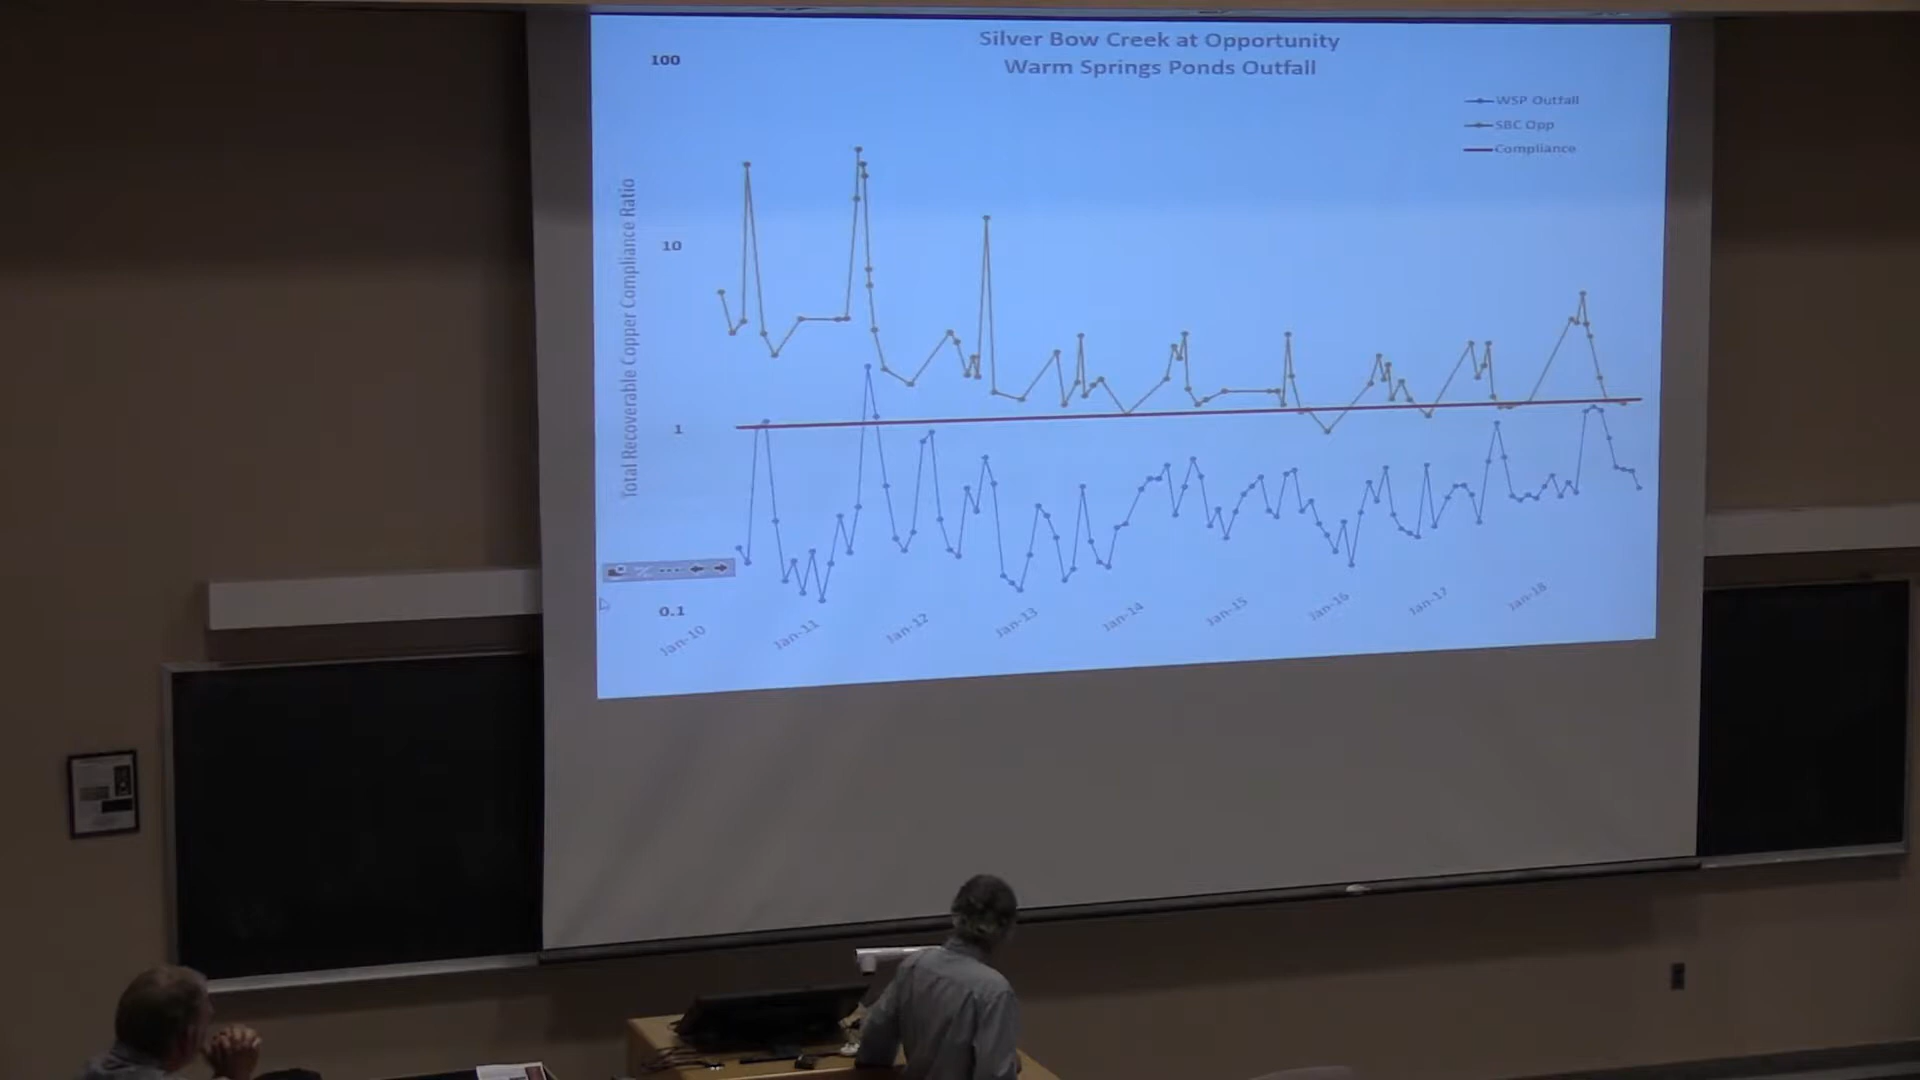 Silver Bow Creek at Opportunity
Warm Springs Ponds Outfall
WSP Outfall
SBC Opp
Compliance
Total Recoverable Copper Compliance Ratio
100
10
1
0.1
Jan-10
Jan-11
Jan-12
Jan-13
Jan-14
Jan-15
Jan-16
Jan-17
Jan-18